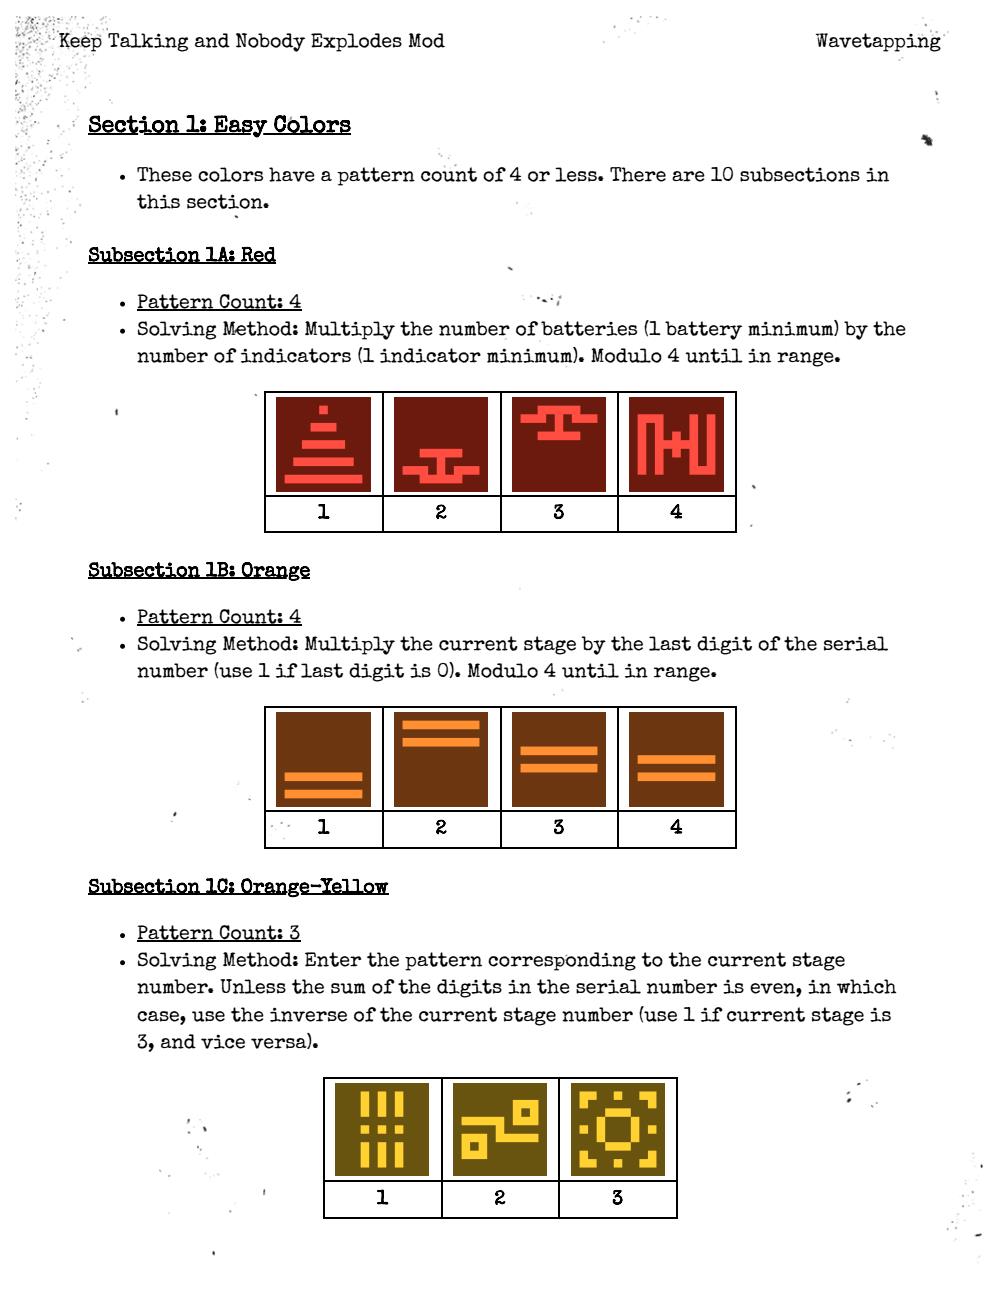 Keep Talking and Nobody Explodes Mod
Wavetapping
Section 1: Easy Colors
• These colors have a pattern count of 4 or less. There are 10 subsections in
this section.
Subsection 1A: Red
• Pattern Count: 4
• Solving Method: Multiply the number of batteries (1 battery minimum) by the
number of indicators (1 indicator minimum). Modulo 4 until in range.
1 2 3 4
Subsection 1B: Orange
• Pattern Count: 4
• Solving Method: Multiply the current stage by the last digit of the serial
number (use 1 if last digit is 0). Modulo 4 until in range.
1 2 3 4
Subsection 1C: Orange-Yellow
• Pattern Count: 3
• Solving Method: Enter the pattern corresponding to the current stage
number. Unless the sum of the digits in the serial number is even, in which
case, use the inverse of the current stage number (use 1 if current stage is
3, and vice versa).
1 2 3